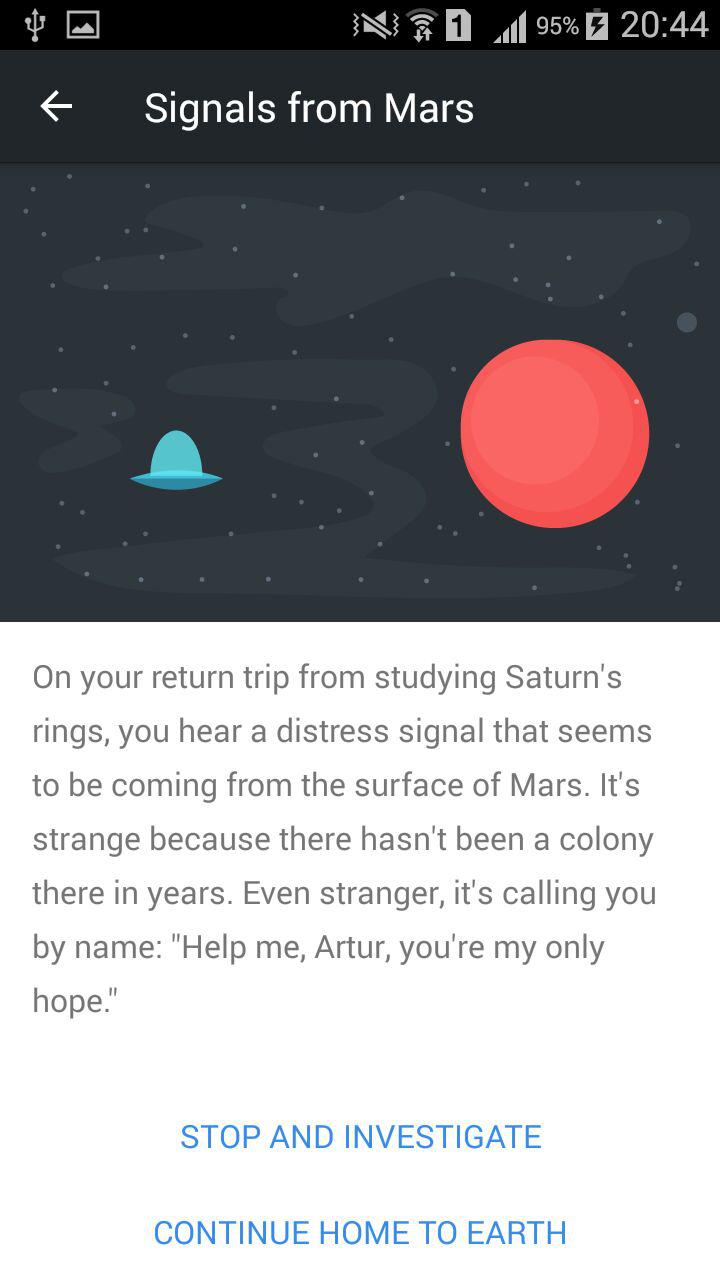 1 95% 20:44
Signals from Mars
On your return trip from studying Saturn's
rings, you hear a distress signal that seems
to be coming from the surface of Mars. It's
strange because there hasn't been a colony
there in years. Even stranger, it's calling you
by name: "Help me, Artur, you're my only
hope."
STOP AND INVESTIGATE
CONTINUE HOME TO EARTH